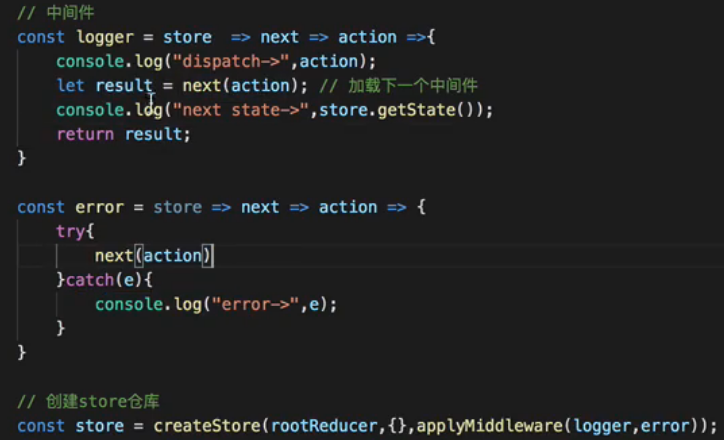 // 中间件
const logger = store  => next => action =>{
    console.log("dispatch->",action);
    let result = next(action); // 加载下一个中间件
    console.log("next state->",store.getState());
    return result;
}
const error = store => next => action => {
    try{
        next(action)
    }catch(e){
        console.log("error->",e);
    }
}
// 创建store仓库
const store = createStore(rootReducer,{},applyMiddleware(logger,error));